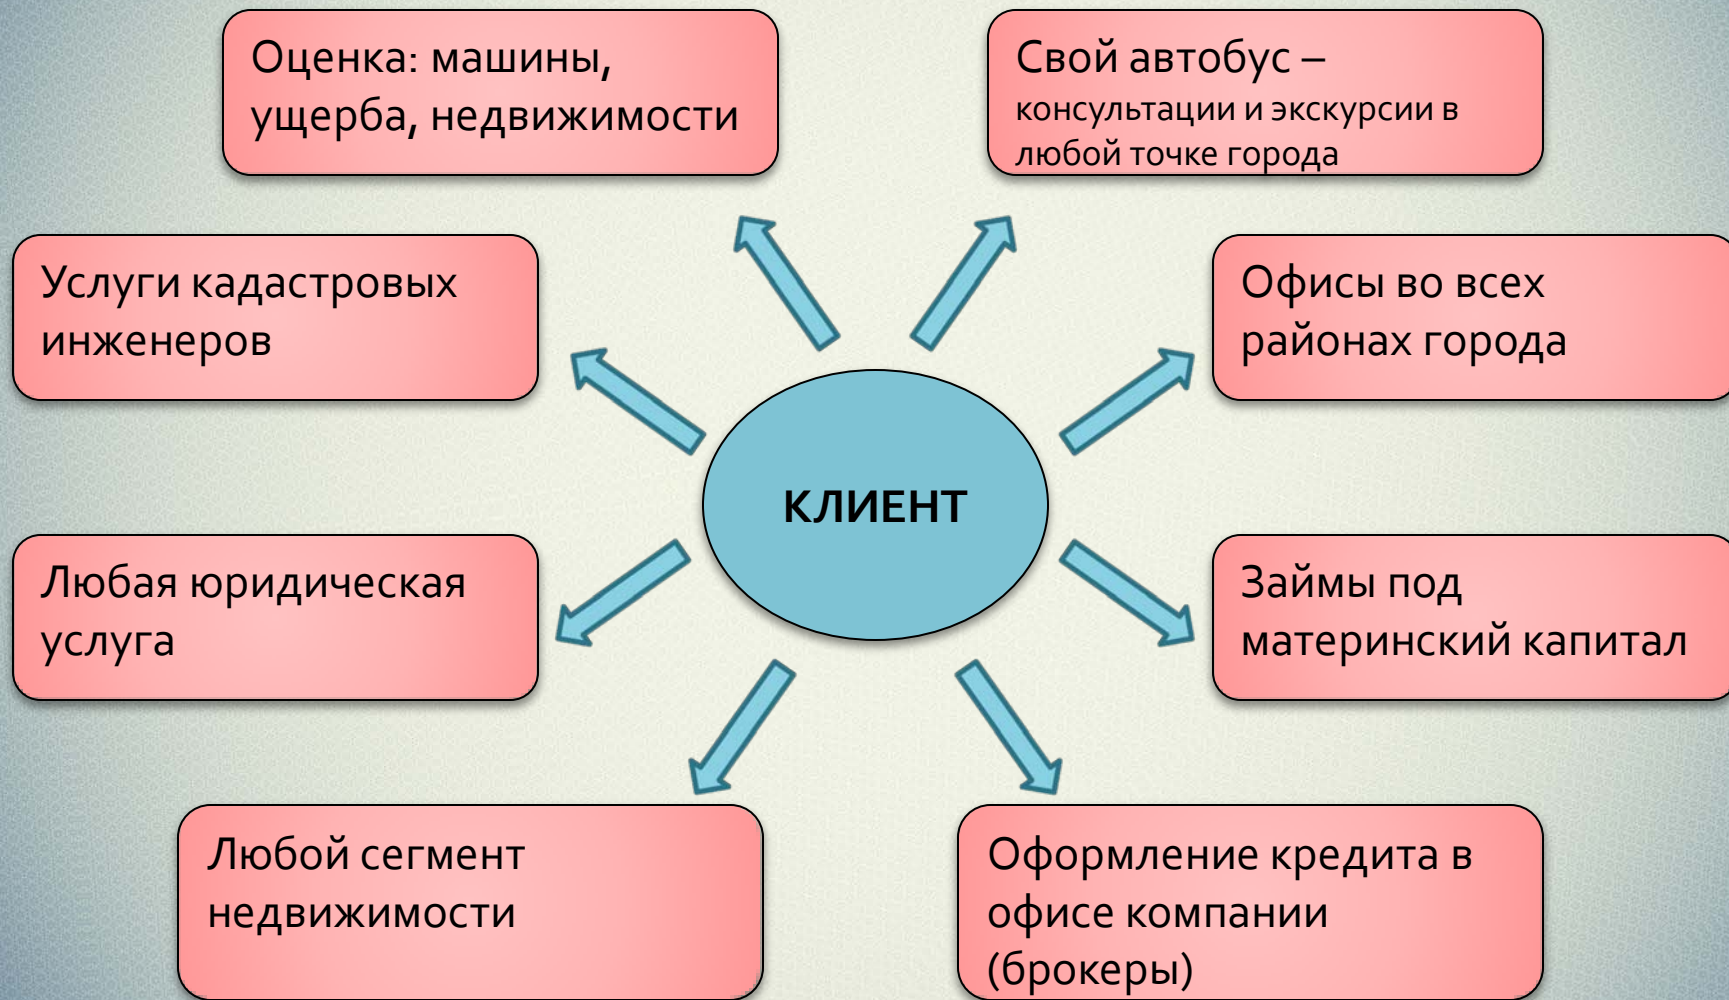 Оценка: машины,
ущерба, недвижимости
Свой автобус –
консультации и экскурсии в
любой точке города
Услуги кадастровых
инженеров
Офисы во всех
районах города
КЛИЕНТ
Любая юридическая
услуга
Займы под
материнский капитал
Любой сегмент
недвижимости
Оформление кредита в
офисе компании
(брокеры)